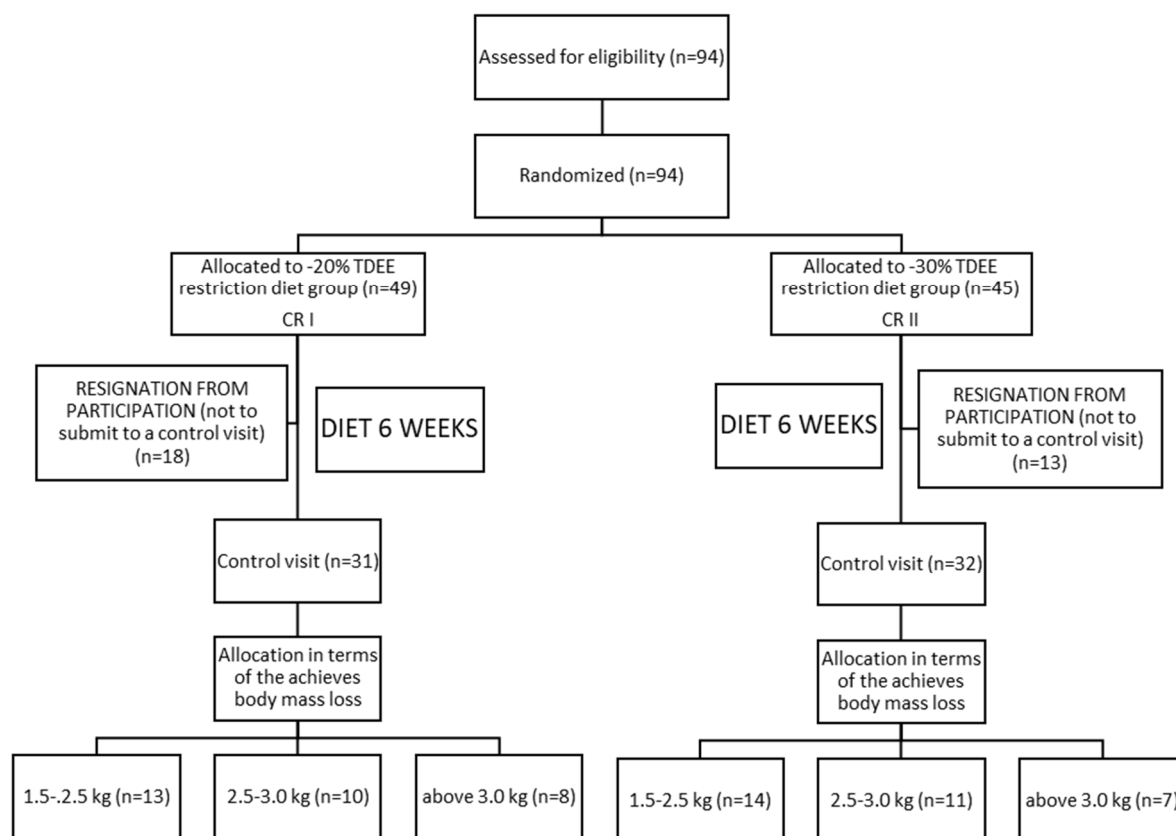 Assessed for eligibility (n=94)
Randomized (n=94)
Allocated to -20% TDEE
restriction diet group (n=49)
CR I
Allocated to -30% TDEE
restriction diet group (n=45)
CR II
RESIGNATION FROM
PARTICIPATION (not to
submit to a control visit)
(n=18)
DIET 6 WEEKS
DIET 6 WEEKS
RESIGNATION FROM
PARTICIPATION (not to
submit to a control visit)
(n=13)
Control visit (n=31)
Control visit (n=32)
Allocation in terms
of the achieves
body mass loss
Allocation in terms
of the achieves
body mass loss
1.5-.2.5 kg (n=13)
2.5-3.0 kg (n=10)
above 3.0 kg (n=8)
1.5-2.5 kg (n=14)
2.5-3.0 kg (n=11)
above 3.0 kg (n=7)